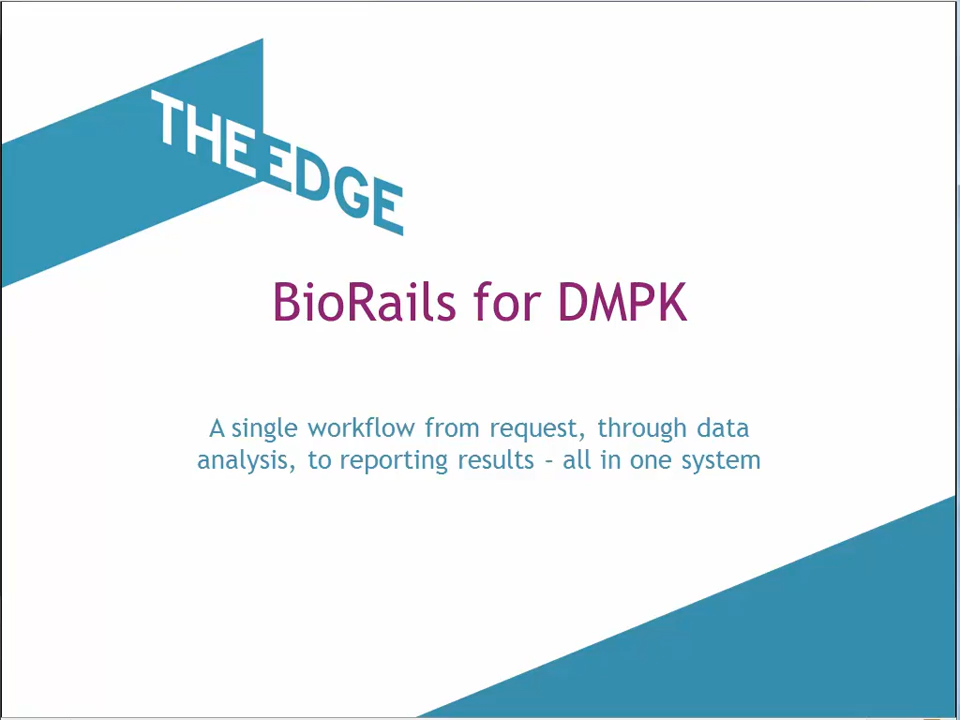 THE EDGE
BioRails for DMPK
A single workflow from request, through data
analysis, to reporting results – all in one system